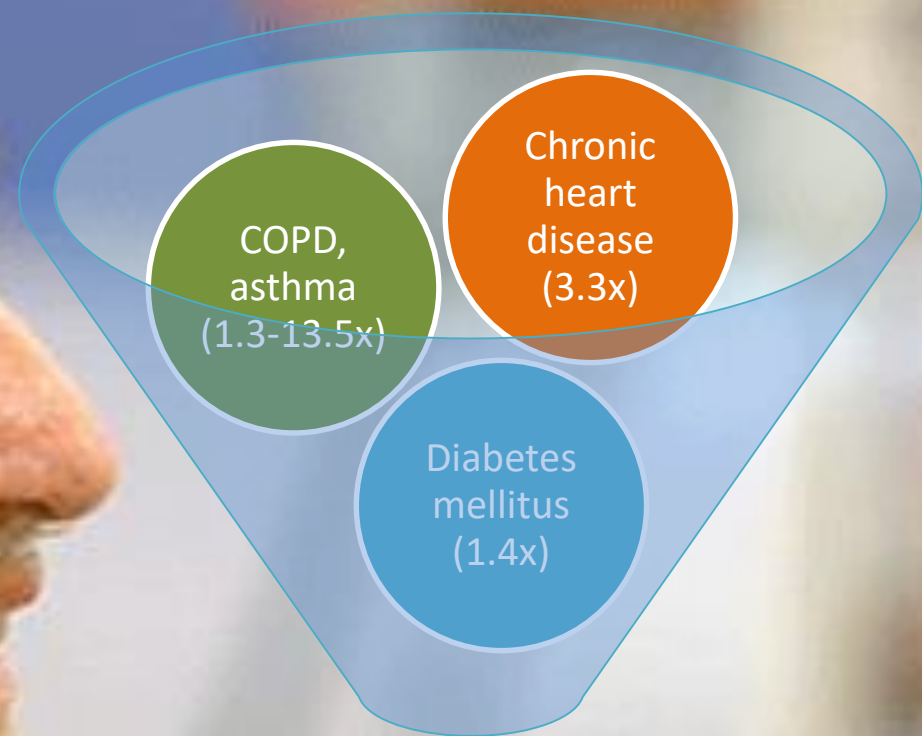 COPD,
asthma
(1.3-13.5x)
Chronic
heart
disease
(3.3x)
Diabetes
mellitus
(1.4x)